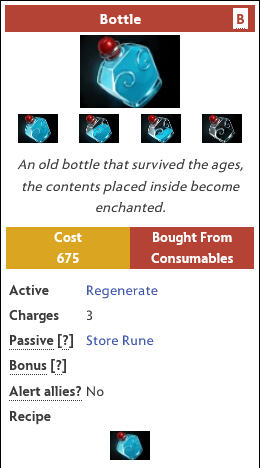 Bottle B
An old bottle that survived the ages,
the contents placed inside become
enchanted.
Cost Bought From
675 Consumables
Active Regenerate
Charges 3
Passive [?] Store Rune
Bonus [?]
Alert allies? No
Recipe